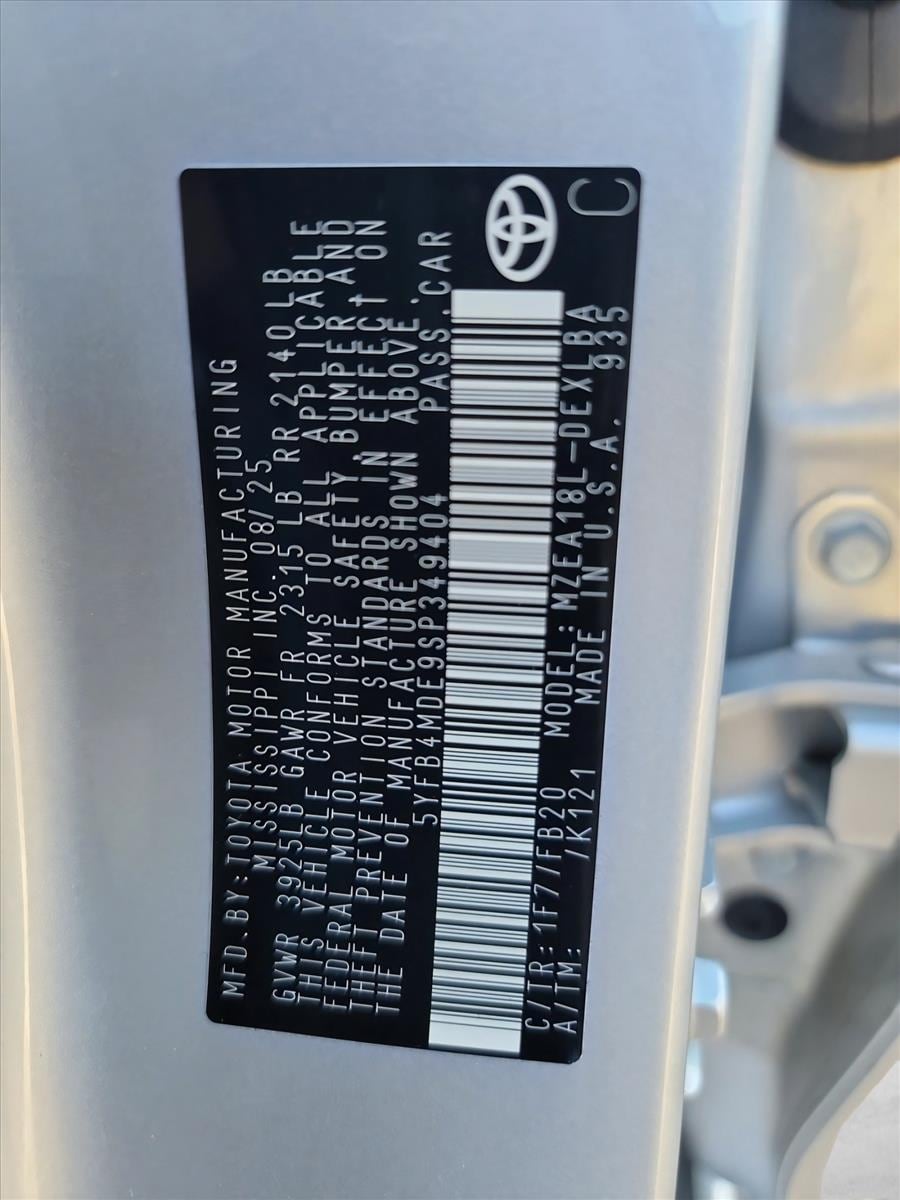 MFD.BY:TOYOTA MOTOR MANUFACTURING
MISSISSIPPI INC. 08/25
GVWR 3925LB GAWR FR 2315 LB RR 2140LB
THIS VEHICLE CONFORMS TO ALL APPLICABLE
FEDERAL MOTOR VEHICLE SAFETY, BUMPER AND
THEFT PREVENTION STANDARDS IN EFFECT ON
THE DATE OF MANUFACTURE SHOWN ABOVE.
5YFB4MDE9SP349404 PASS.CAR
C/TR:1F7/FB20 MODEL:MZEA18L-DEXLBA
A/TM: /K121 MADE IN U.S.A. 935
C